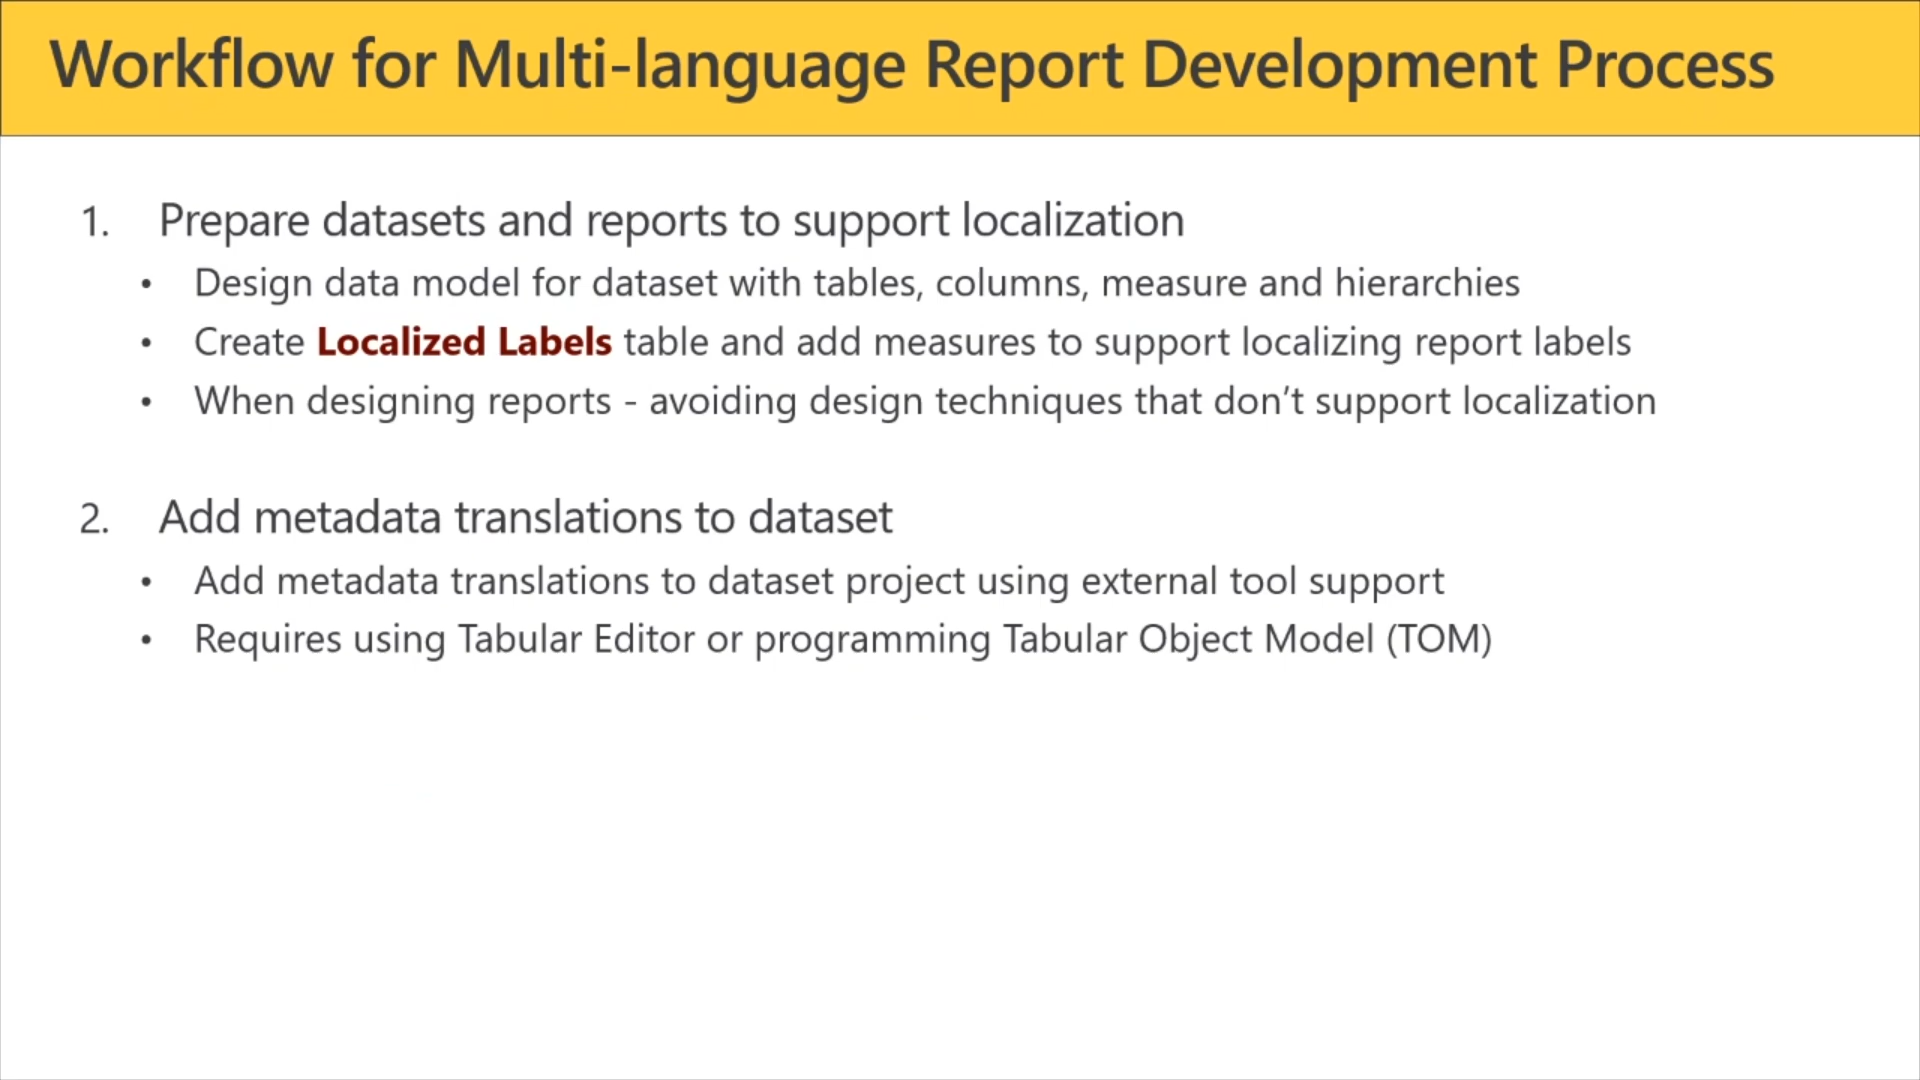 Workflow for Multi-language Report Development Process
1. Prepare datasets and reports to support localization
• Design data model for dataset with tables, columns, measure and hierarchies
• Create Localized Labels table and add measures to support localizing report labels
• When designing reports - avoiding design techniques that don’t support localization
2. Add metadata translations to dataset
• Add metadata translations to dataset project using external tool support
• Requires using Tabular Editor or programming Tabular Object Model (TOM)